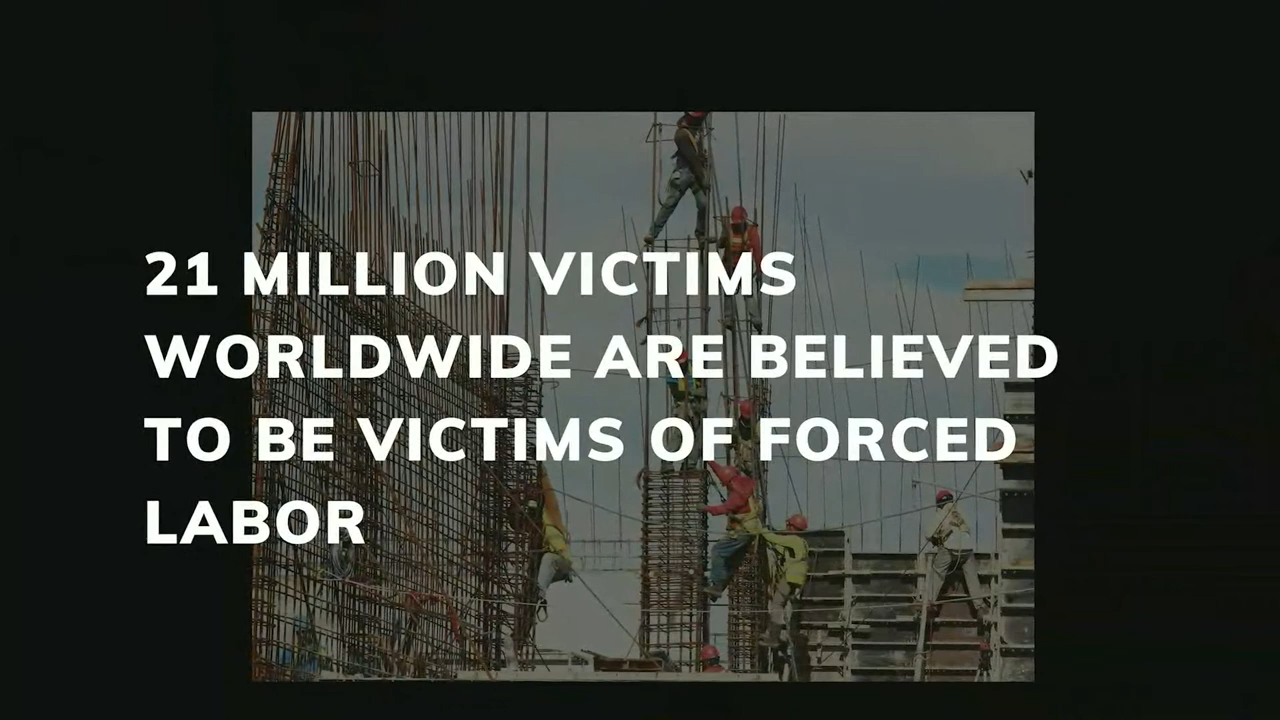 21 MILLION VICTIMS
WORLDWIDE ARE BELIEVED
TO BE VICTIMS OF FORCED
LABOR